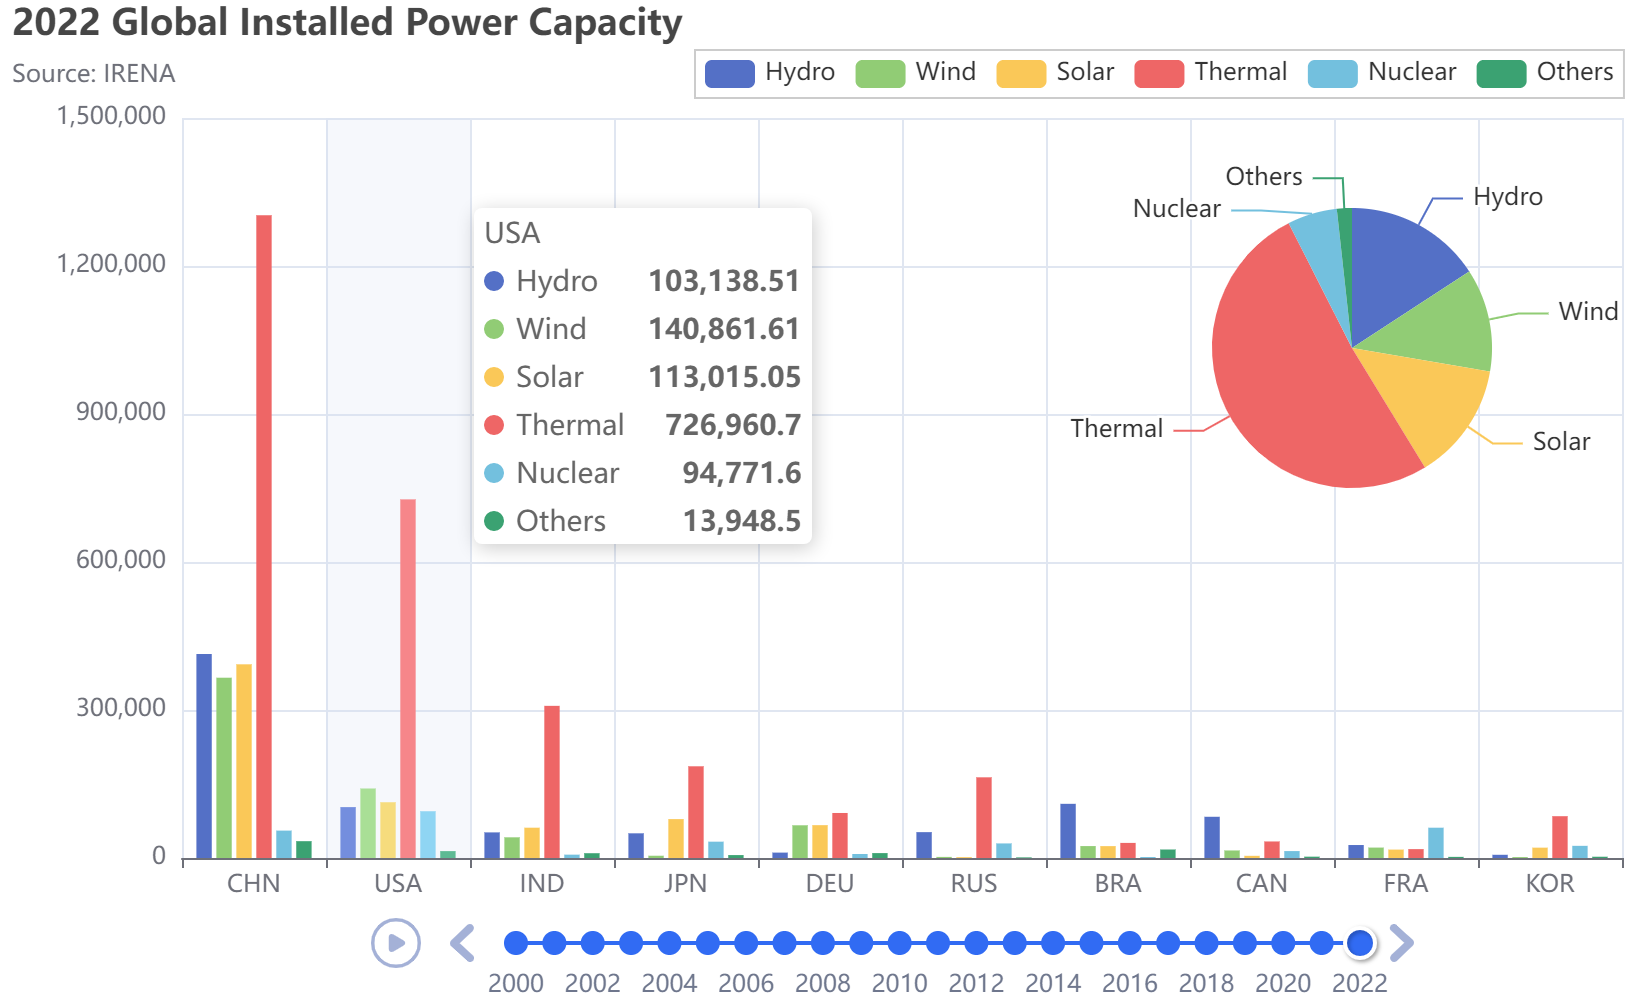 2022 Global Installed Power Capacity
Source: IRENA
Hydro Wind Solar Thermal Nuclear Others
1,500,000
1,200,000
900,000
600,000
300,000
0
USA
Hydro 103,138.51
Wind 140,861.61
Solar 113,015.05
Thermal 726,960.7
Nuclear 94,771.6
Others 13,948.5
Others
Hydro
Nuclear
Wind
Thermal
Solar
CHN USA IND JPN DEU RUS BRA CAN FRA KOR
2000 2002 2004 2006 2008 2010 2012 2014 2016 2018 2020 2022